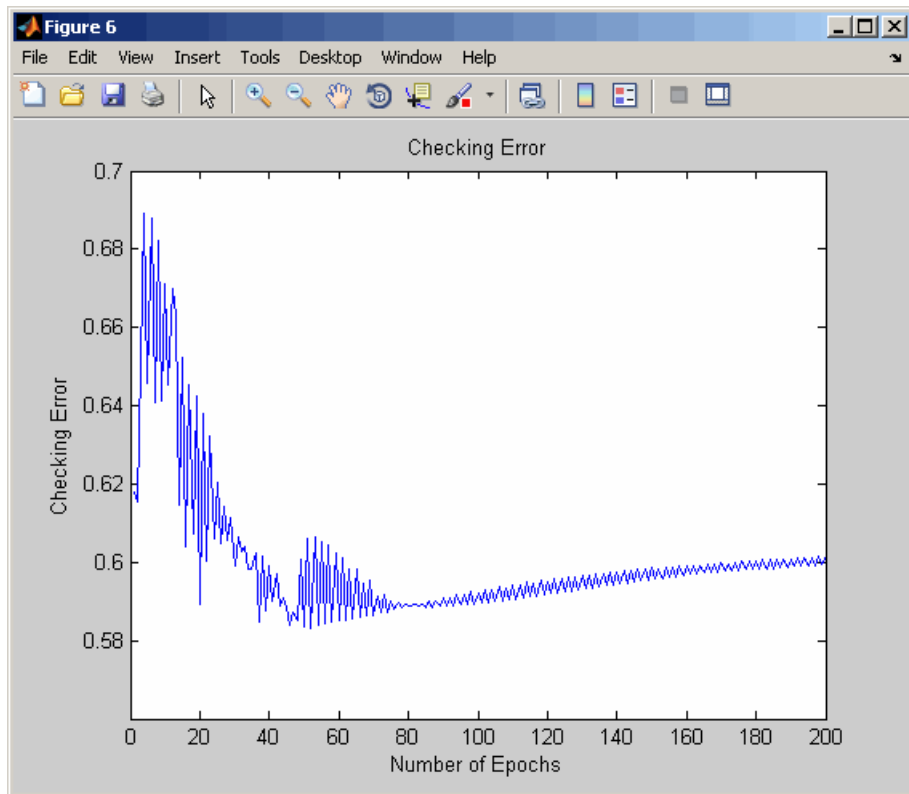 Figure 6
File Edit View Insert Tools Desktop Window Help
Checking Error
0.7
0.68
0.66
0.64
0.62
0.6
0.58
Checking Error
0 20 40 60 80 100 120 140 160 180 200
Number of Epochs